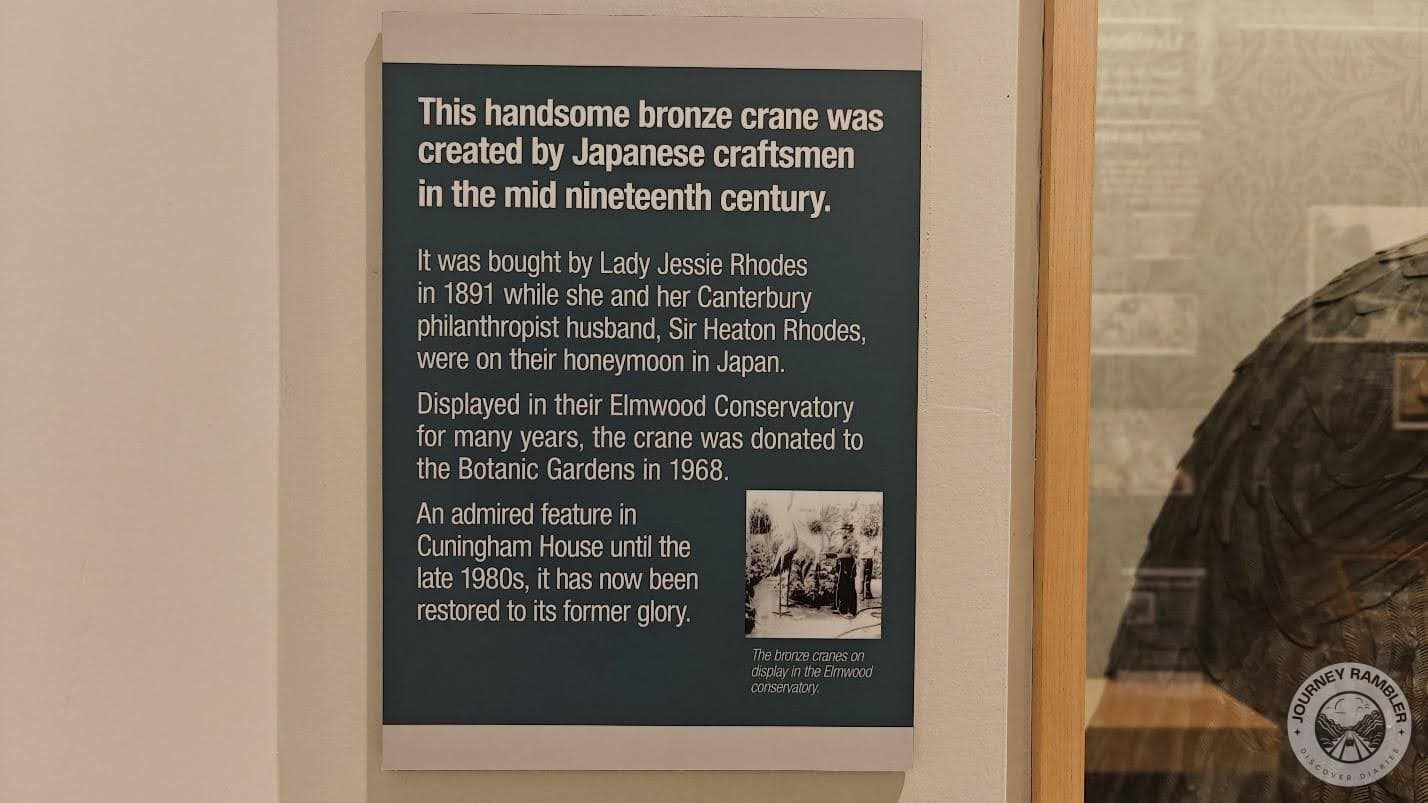 This handsome bronze crane was
created by Japanese craftsmen
in the mid nineteenth century.
It was bought by Lady Jessie Rhodes
in 1891 while she and her Canterbury
philanthropist husband, Sir Heaton Rhodes,
were on their honeymoon in Japan.
Displayed in their Elmwood Conservatory
for many years, the crane was donated to
the Botanic Gardens in 1968.
An admired feature in
Cuningham House until the
late 1980s, it has now been
restored to its former glory.
The bronze cranes on
display in the Elmwood
conservatory.
JOURNEY RAMBLER
DISCOVER DIARIES